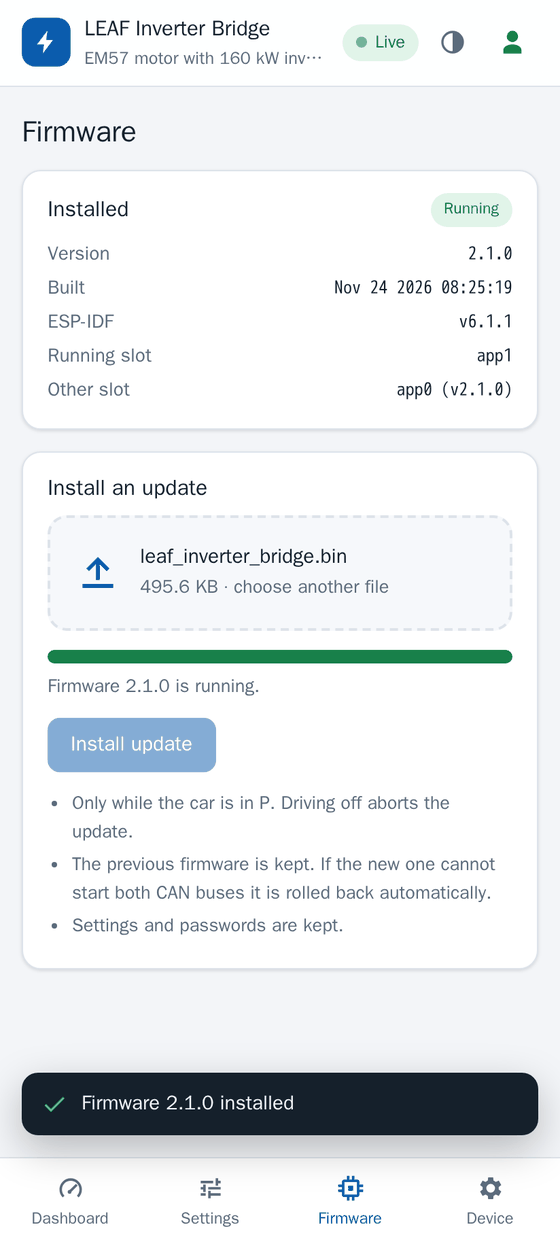 LEAF Inverter Bridge
EM57 motor with 160 kW inv···
Live
Firmware
Installed
Running
Version
2.1.0
Built
Nov 24 2026 08:25:19
ESP-IDF
v6.1.1
Running slot
app1
Other slot
app0 (v2.1.0)
Install an update
leaf_inverter_bridge.bin
495.6 KB · choose another file
Firmware 2.1.0 is running.
Install update
• Only while the car is in P. Driving off aborts the
update.
• The previous firmware is kept. If the new one cannot
start both CAN buses it is rolled back automatically.
• Settings and passwords are kept.
Firmware 2.1.0 installed
Dashboard
Settings
Firmware
Device